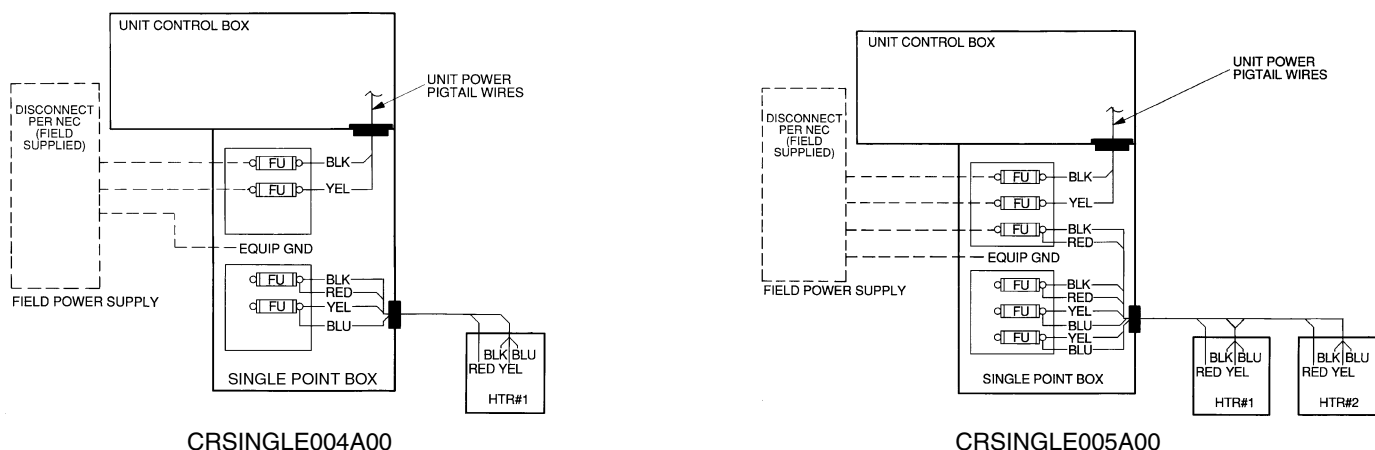 UNIT CONTROL BOX
UNIT POWER
PIGTAIL WIRES
DISCONNECT
PER NEC
(FIELD
SUPPLIED)
FU
BLK
FU
YEL
EQUIP GND
FU
BLK
RED
FU
YEL
BLU
FIELD POWER SUPPLY
SINGLE POINT BOX
BLK BLU
RED YEL
HTR#1
CRSINGLE004A00
UNIT CONTROL BOX
UNIT POWER
PIGTAIL WIRES
DISCONNECT
PER NEC
(FIELD
SUPPLIED)
FU
BLK
FU
YEL
FU
BLK
RED
EQUIP GND
FU
BLK
RED
FU
YEL
BLU
FU
YEL
BLU
FIELD POWER SUPPLY
SINGLE POINT BOX
BLK BLU
RED YEL
HTR#1
BLK BLU
RED YEL
HTR#2
CRSINGLE005A00